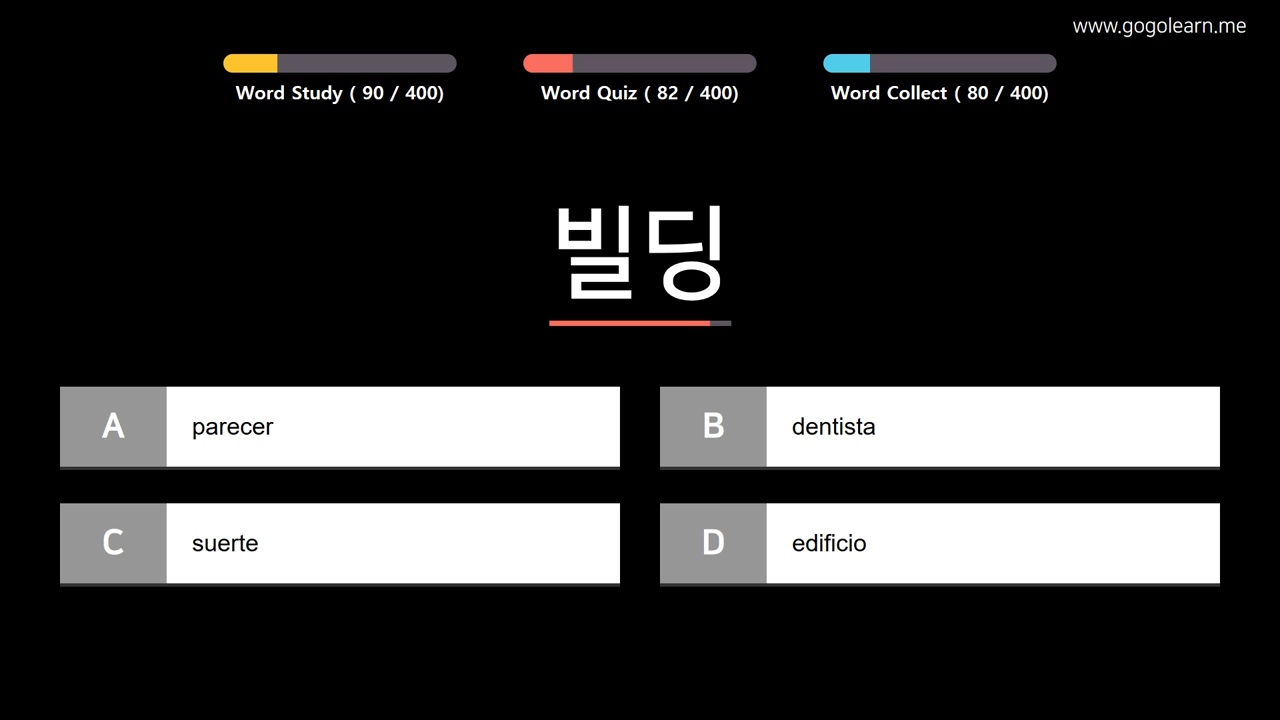 www.gogolearn.me
Word Study ( 90 / 400)
Word Quiz ( 82 / 400)
Word Collect ( 80 / 400)
빌딩
A parecer
B dentista
C suerte
D edificio